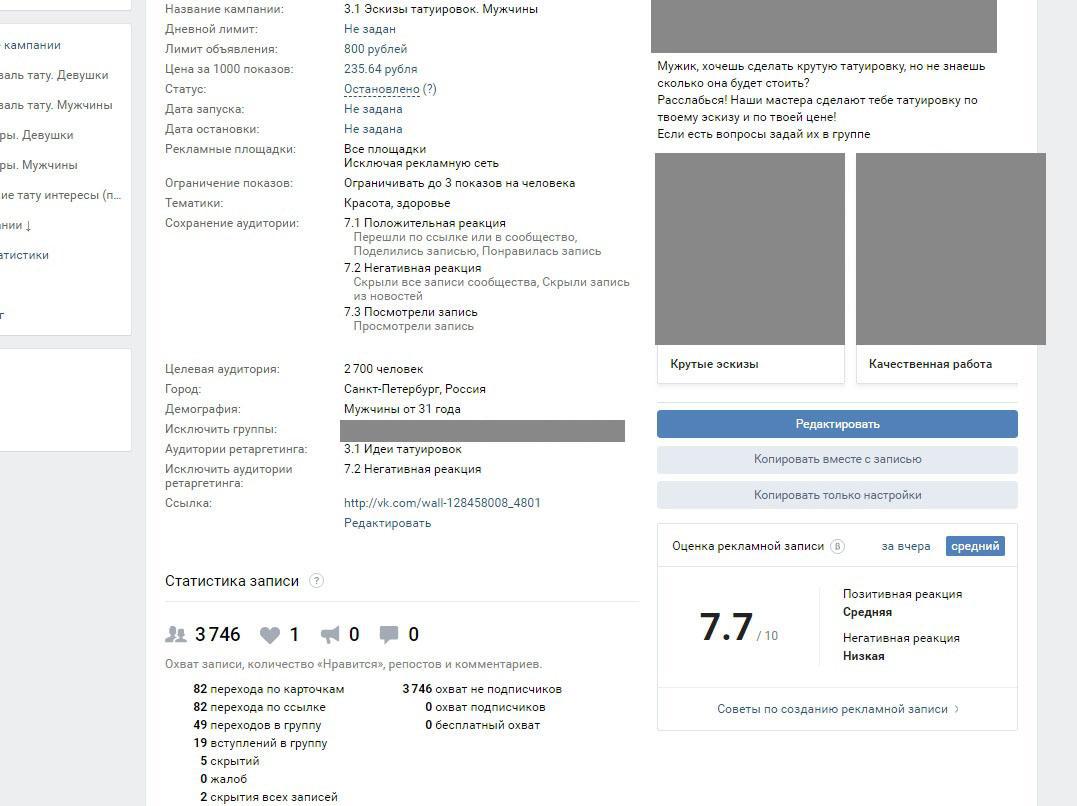 кампании
валь тату. Девушки
валь тату. Мужчины
ры. Девушки
ры. Мужчины
ие тату интересы (п...
нии ↓
атистики
г
Название кампании: 3.1 Эскизы татуировок. Мужчины
Дневной лимит: Не задан
Лимит объявления: 800 рублей
Цена за 1000 показов: 235.64 рубля
Статус: Остановлено (?)
Дата запуска: Не задана
Дата остановки: Не задана
Рекламные площадки: Все площадки
Исключая рекламную сеть
Ограничение показов: Ограничивать до 3 показов на человека
Тематики: Красота, здоровье
Сохранение аудитории: 7.1 Положительная реакция
Перешли по ссылке или в сообщество,
Поделились записью, Понравилась запись
7.2 Негативная реакция
Скрыли все записи сообщества, Скрыли запись
из новостей
7.3 Посмотрели запись
Просмотрели запись
Целевая аудитория: 2 700 человек
Город: Санкт-Петербург, Россия
Демография: Мужчины от 31 года
Исключить группы:
Аудитории ретаргетинга: 3.1 Идеи татуировок
Исключить аудитории 7.2 Негативная реакция
ретаргетинга:
Ссылка: http://vk.com/wall-128458008_4801
Редактировать
Статистика записи ?
3 746 1 0 0
Охват записи, количество «Нравится», репостов и комментариев.
82 перехода по карточкам 3 746 охват не подписчиков
82 перехода по ссылке 0 охват подписчиков
49 переходов в группу 0 бесплатный охват
19 вступлений в группу
5 скрытий
0 жалоб
2 скрытия всех записей
Мужик, хочешь сделать крутую татуировку, но не знаешь
сколько она будет стоить?
Расслабься! Наши мастера сделают тебе татуировку по
твоему эскизу и по твоей цене!
Если есть вопросы задай их в группе
Крутые эскизы Качественная работа
Редактировать
Копировать вместе с записью
Копировать только настройки
Оценка рекламной записи β за вчера средний
7.7 / 10
Позитивная реакция
Средняя
Негативная реакция
Низкая
Советы по созданию рекламной записи ›